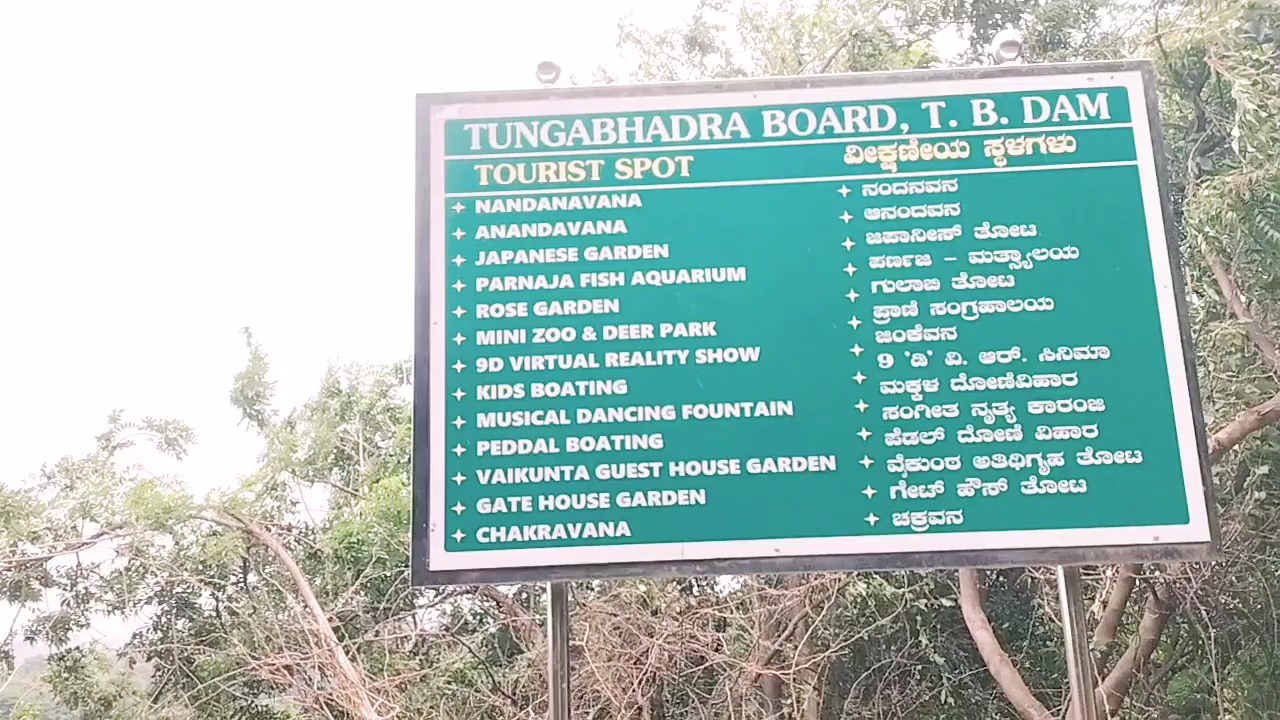 TUNGABHADRA BOARD, T. B. DAM
TOURIST SPOT
NANDANAVANA
ANANDAVANA
JAPANESE GARDEN
PARNAJA FISH AQUARIUM
ROSE GARDEN
MINI ZOO & DEER PARK
9D VIRTUAL REALITY SHOW
KIDS BOATING
MUSICAL DANCING FOUNTAIN
PEDDAL BOATING
VAIKUNTA GUEST HOUSE GARDEN
GATE HOUSE GARDEN
CHAKRAVANA
ವೀಕ್ಷಣೀಯ ಸ್ಥಳಗಳು
ನಂದನವನ
ಆನಂದವನ
ಜಪಾನೀಸ್ ತೋಟ
ಪರ್ಣಜ - ಮತ್ಸ್ಯಾಲಯ
ಗುಲಾಬಿ ತೋಟ
ಪ್ರಾಣಿ ಸಂಗ್ರಹಾಲಯ
ಜಿಂಕೆವನ
9 'ಡಿ' ವಿ. ಆರ್. ಸಿನಿಮಾ
ಮಕ್ಕಳ ದೋಣಿವಿಹಾರ
ಸಂಗೀತ ನೃತ್ಯ ಕಾರಂಜಿ
ಪೆಡಲ್ ದೋಣಿ ವಿಹಾರ
ವೈಕುಂಠ ಅತಿಥಿಗೃಹ ತೋಟ
ಗೇಟ್ ಹೌಸ್ ತೋಟ
ಚಕ್ರವನ